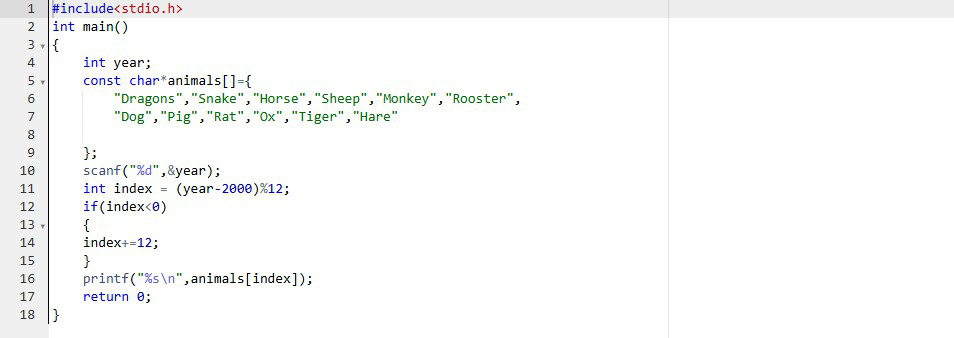 1 #include<stdio.h>
2 int main()
3 {
4     int year;
5     const char*animals[]={
6         "Dragons","Snake","Horse","Sheep","Monkey","Rooster",
7         "Dog","Pig","Rat","Ox","Tiger","Hare"
8
9     };
10     scanf("%d",&year);
11     int index = (year-2000)%12;
12     if(index<0)
13     {
14     index+=12;
15     }
16     printf("%s\n",animals[index]);
17     return 0;
18 }